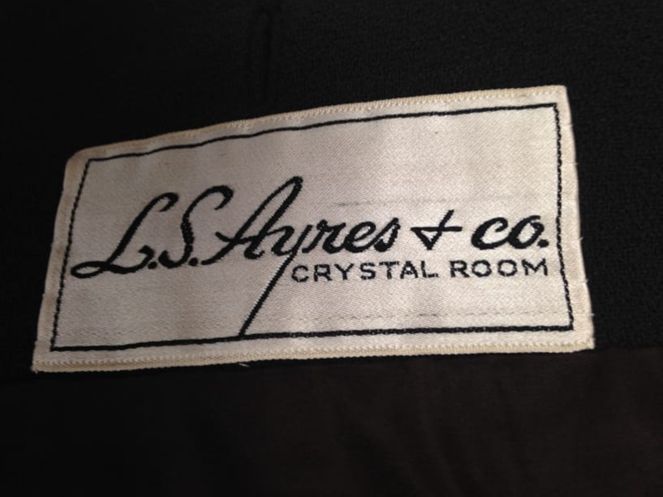 L.S. Ayres + co.
CRYSTAL ROOM